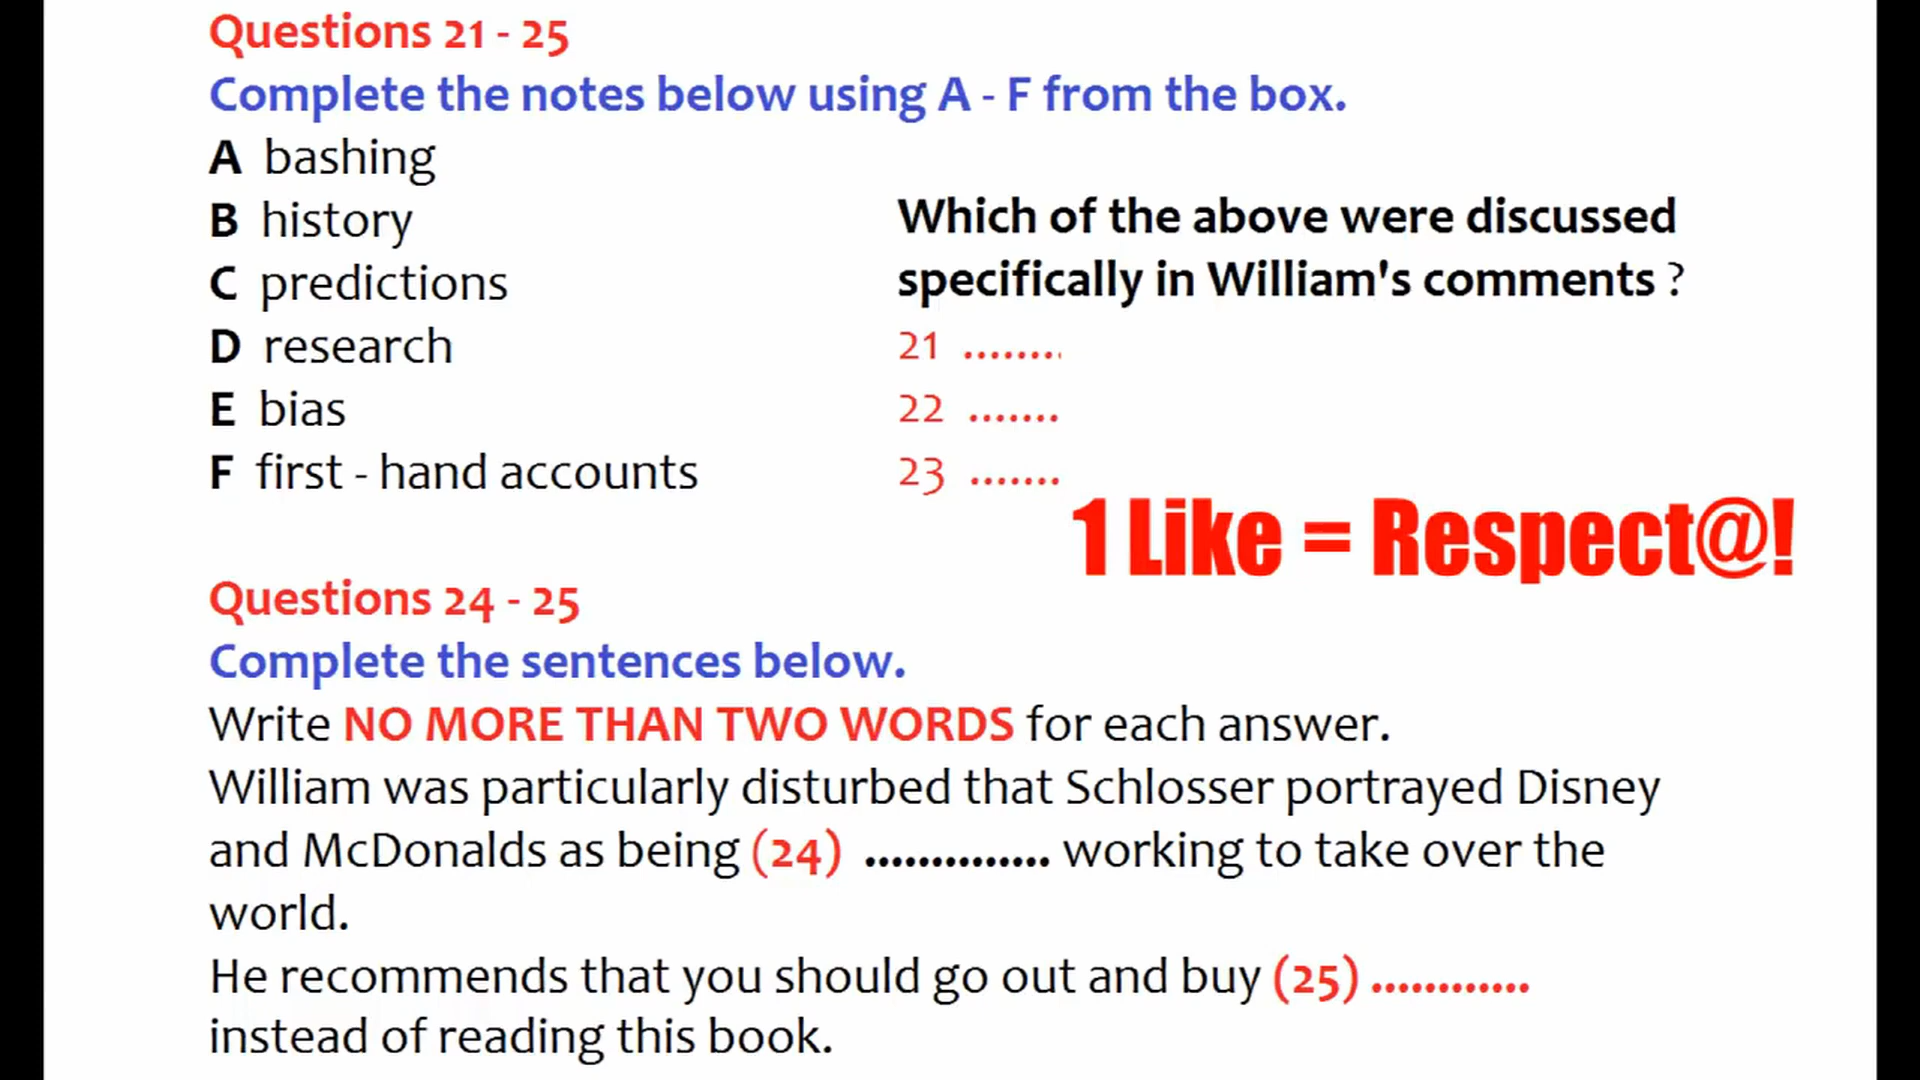 Questions 21 - 25
Complete the notes below using A - F from the box.
A bashing
B history
C predictions
D research
E bias
F first - hand accounts
Which of the above were discussed
specifically in William's comments ?
21 ........
22 .......
23 .......
1 Like = Respect@!
Questions 24 - 25
Complete the sentences below.
Write NO MORE THAN TWO WORDS for each answer.
William was particularly disturbed that Schlosser portrayed Disney
and McDonalds as being (24) .............. working to take over the
world.
He recommends that you should go out and buy (25) ............
instead of reading this book.